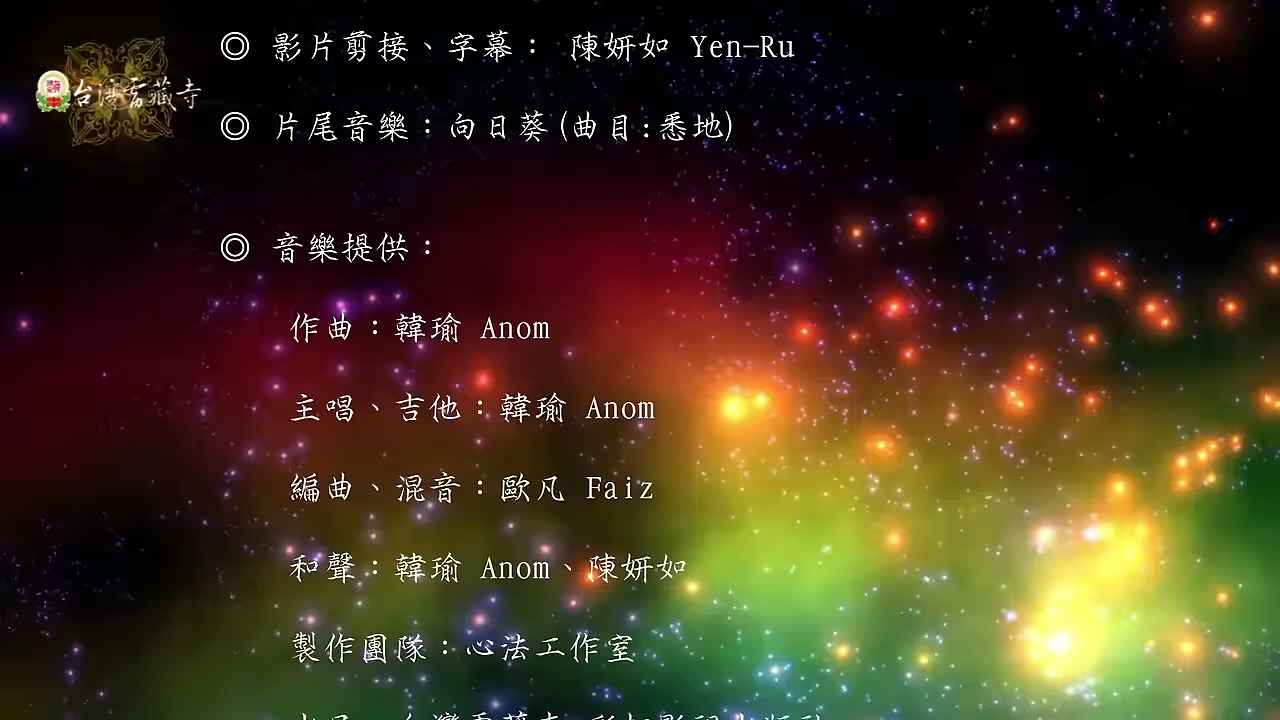 ◎ 影片剪接、字幕： 陳妍如 Yen-Ru
台灣雷藏寺
◎ 片尾音樂：向日葵(曲目:悉地)
◎ 音樂提供：
作曲：韓瑜 Anom
主唱、吉他：韓瑜 Anom
編曲、混音：歐凡 Faiz
和聲：韓瑜 Anom、陳妍如
製作團隊：心法工作室